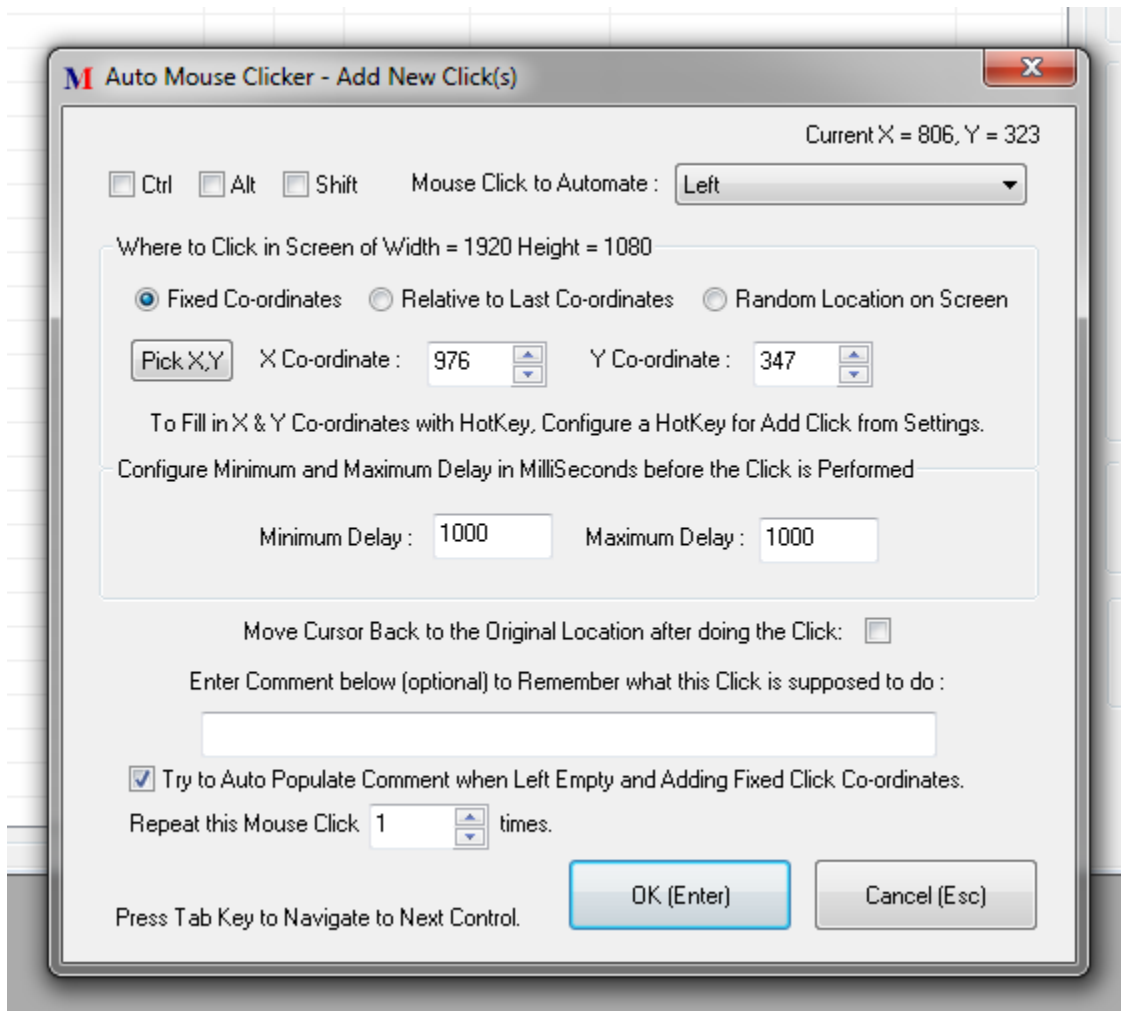 M Auto Mouse Clicker - Add New Click(s)
Current X = 806, Y = 323
Ctrl Alt Shift Mouse Click to Automate : Left
Where to Click in Screen of Width = 1920 Height = 1080
Fixed Co-ordinates Relative to Last Co-ordinates Random Location on Screen
Pick X,Y X Co-ordinate : 976 Y Co-ordinate : 347
To Fill in X & Y Co-ordinates with HotKey, Configure a HotKey for Add Click from Settings.
Configure Minimum and Maximum Delay in MilliSeconds before the Click is Performed
Minimum Delay : 1000 Maximum Delay : 1000
Move Cursor Back to the Original Location after doing the Click:
Enter Comment below (optional) to Remember what this Click is supposed to do :
Try to Auto Populate Comment when Left Empty and Adding Fixed Click Co-ordinates.
Repeat this Mouse Click 1 times.
OK (Enter) Cancel (Esc)
Press Tab Key to Navigate to Next Control.